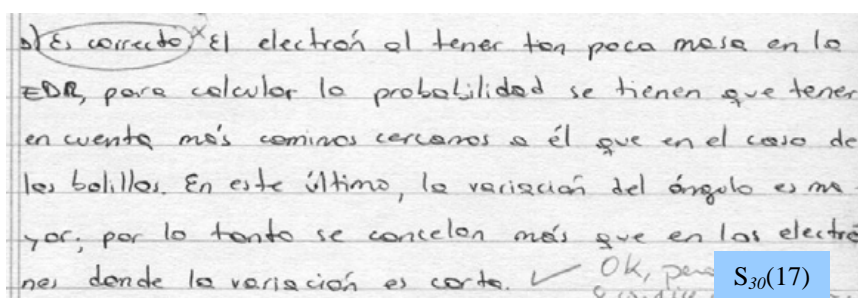 b) Es correcto x El electrón al tener tan poca masa en la
EDR, para calcular la probabilidad se tienen que tener
en cuenta más caminos cercanos a él que en el caso de
las bolillas. En este último, la variación del ángulo es ma-
yor; por lo tanto se cancelan más que en los electro
nes donde la variación es corta. ✓ OK, pero
S30(17)